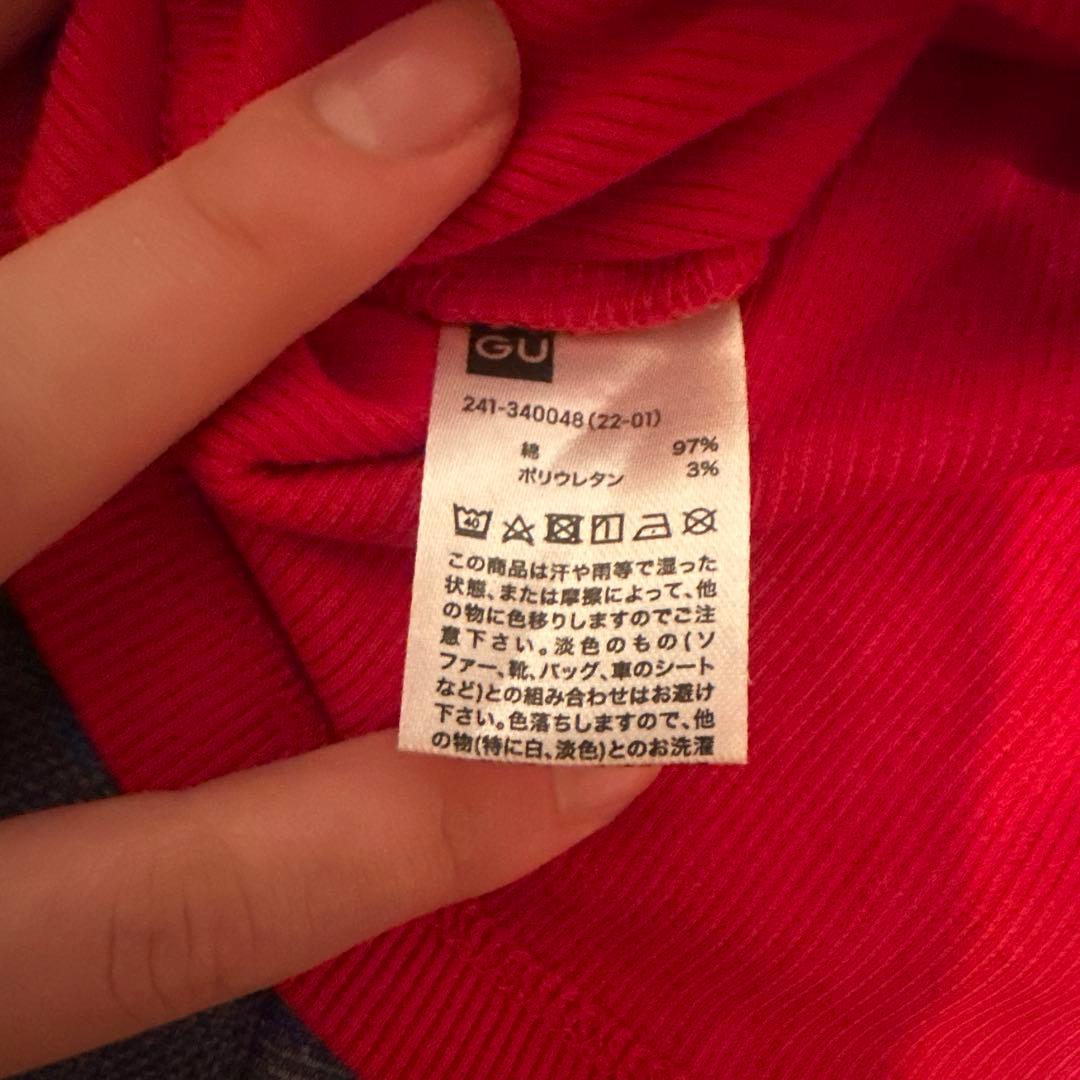 GU
241-340048(22-01)
綿 97%
ポリウレタン 3%
40
この商品は汗や雨等で湿った
状態、または摩擦によって、他
の物に色移りしますのでご注
意下さい。淡色のもの(ソ
ファー、靴、バッグ、車のシート
など)との組み合わせはお避け
下さい。色落ちしますので、他
の物(特に白、淡色)とのお洗濯